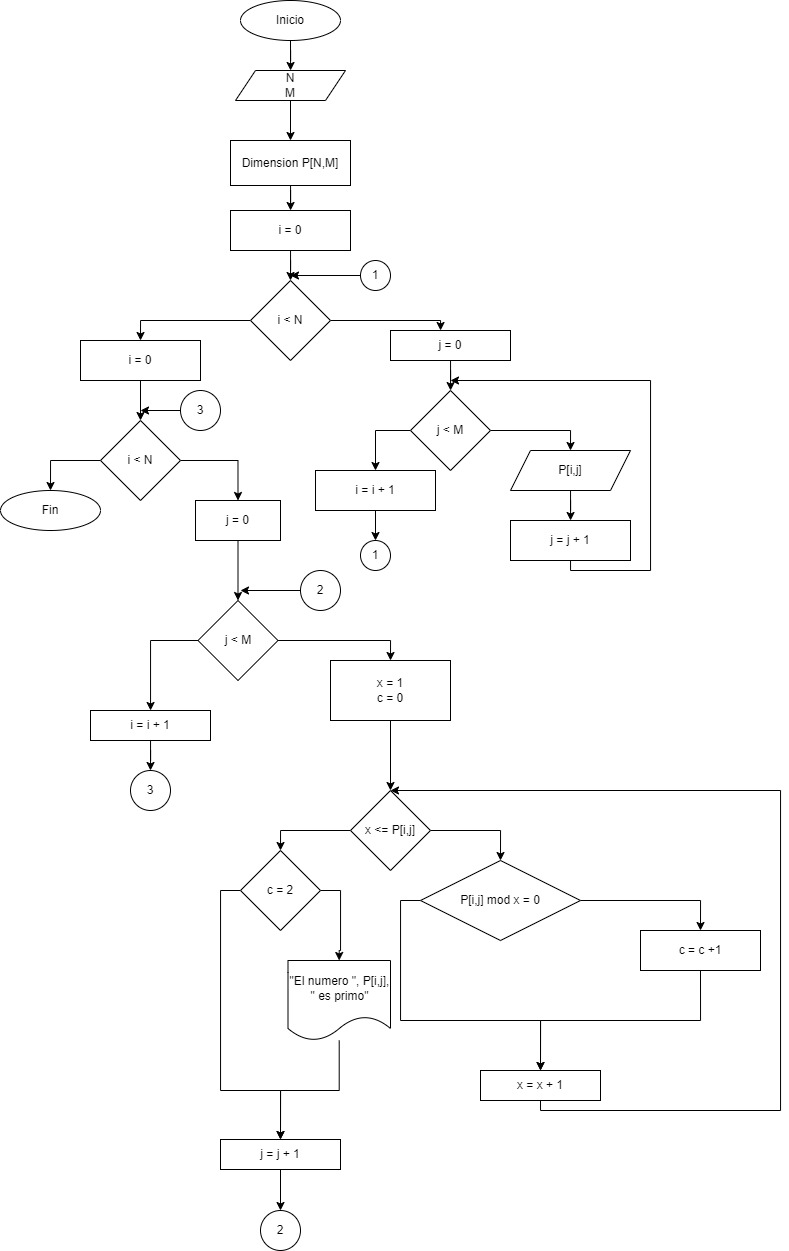 Inicio
N
M
Dimension P[N,M]
i = 0
1
i < N
i = 0
j = 0
3
j < M
i < N
P[i,j]
i = i + 1
Fin
j = 0
j = j + 1
1
2
j < M
x = 1
c = 0
i = i + 1
3
x <= P[i,j]
c = 2
P[i,j] mod x = 0
c = c +1
"El numero ", P[i,j],
" es primo"
x = x + 1
j = j + 1
2